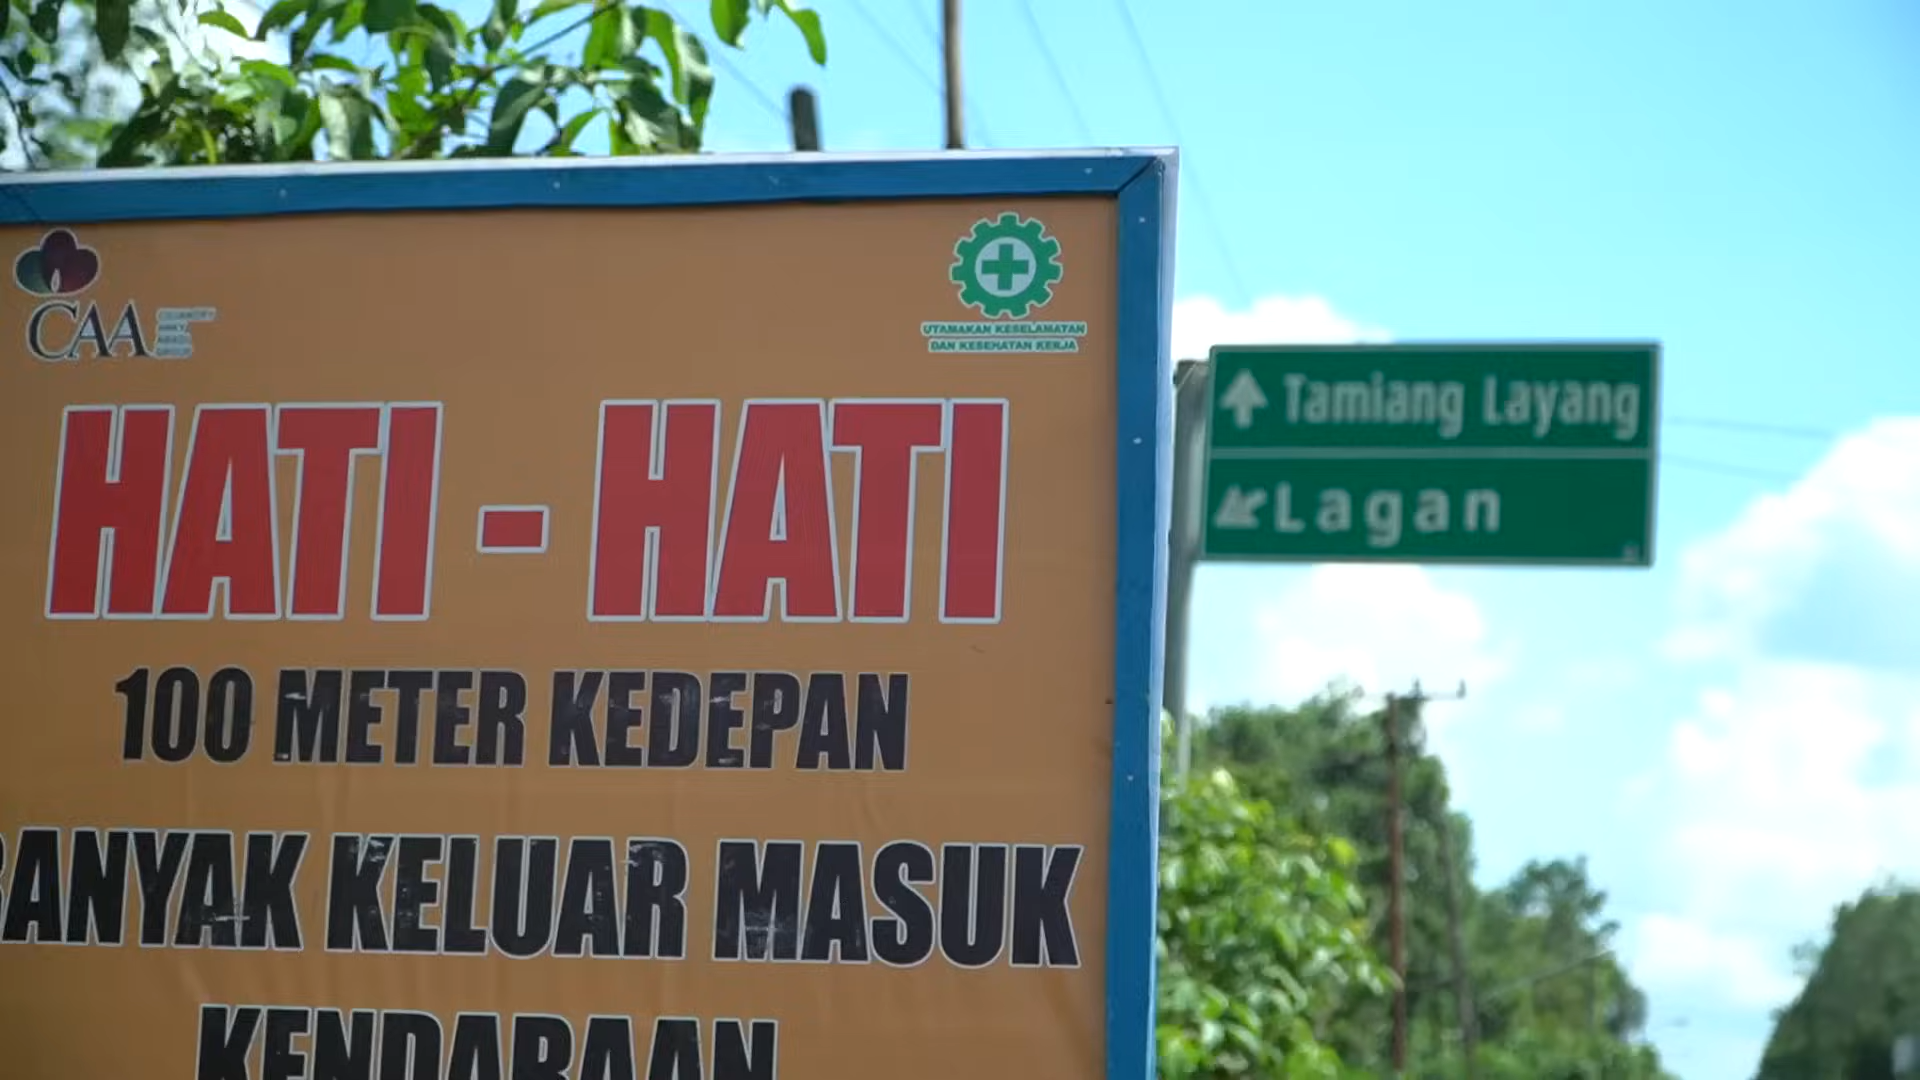 CAA
UTAMAKAN KESELAMATAN
DAN KESEHATAN KERJA
HATI - HATI
100 METER KEDEPAN
BANYAK KELUAR MASUK
KENDARAAN
Tamiang Layang
Lagan